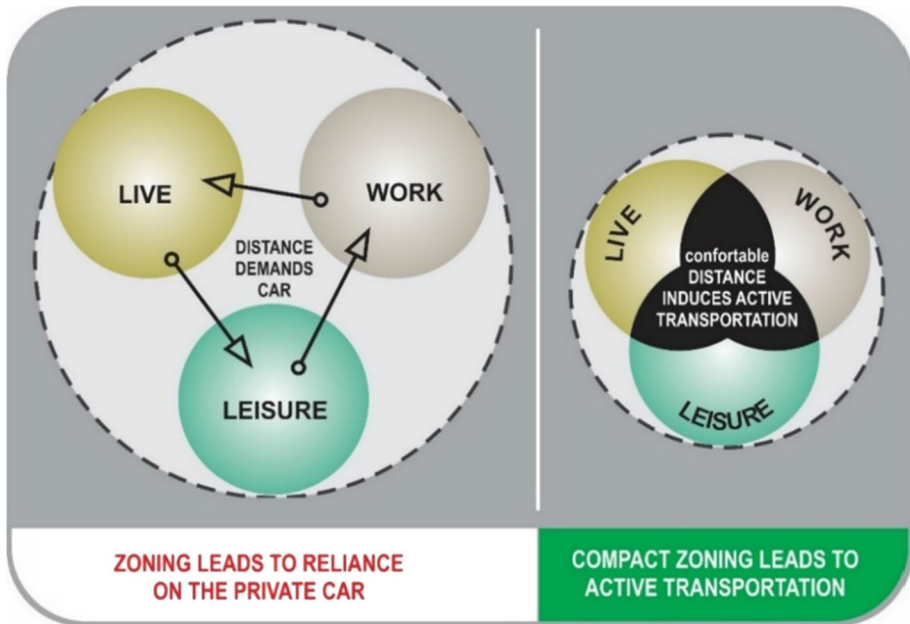 LIVE
WORK
DISTANCE
DEMANDS
CAR
LEISURE
ZONING LEADS TO RELIANCE
ON THE PRIVATE CAR
LIVE
WORK
confortable
DISTANCE
INDUCES ACTIVE
TRANSPORTATION
LEISURE
COMPACT ZONING LEADS TO
ACTIVE TRANSPORTATION